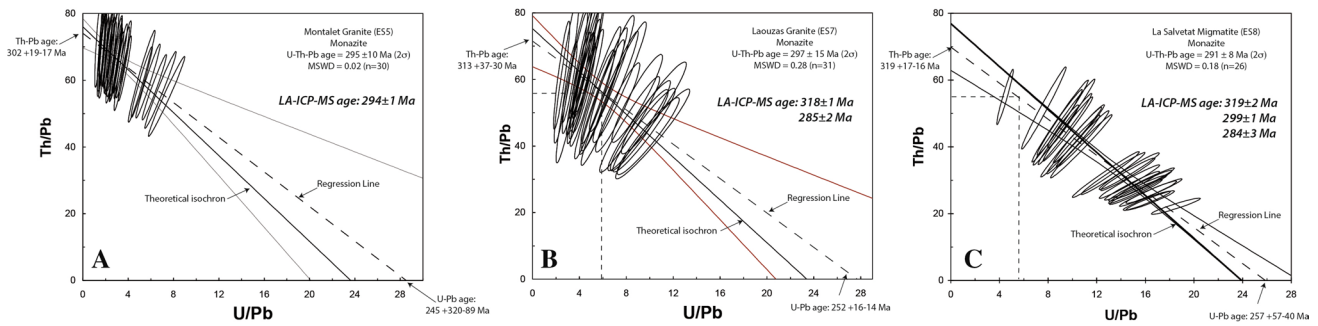 80
Th-Pb age:
302 +19-17 Ma
60
40
20
0
Th/Pb
Montalet Granite (ES5)
Monazite
U-Th-Pb age = 295 ±10 Ma (2σ)
MSWD = 0.02 (n=30)
LA-ICP-MS age: 294±1 Ma
Regression Line
Theoretical isochron
A
0 4 8 12 16 20 24 28
U/Pb
U-Pb age:
245 +320-89 Ma
80
Th-Pb age:
313 +37-30 Ma
60
40
20
0
Th/Pb
Laouzas Granite (ES7)
Monazite
U-Th-Pb age = 297 ± 15 Ma (2σ)
MSWD = 0.28 (n=31)
LA-ICP-MS age: 318±1 Ma
285±2 Ma
Regression Line
Theoretical isochron
B
0 4 8 12 16 20 24 28
U/Pb
U-Pb age: 252 +16-14 Ma
80
Th-Pb age:
319 +17-16 Ma
60
40
20
0
Th/Pb
La Salvetat Migmatite (ES8)
Monazite
U-Th-Pb age = 291 ± 8 Ma (2σ)
MSWD = 0.18 (n=26)
LA-ICP-MS age: 319±2 Ma
299±1 Ma
284±3 Ma
Regression Line
Theoretical isochron
C
0 4 8 12 16 20 24 28
U/Pb
U-Pb age: 257 +57-40 Ma